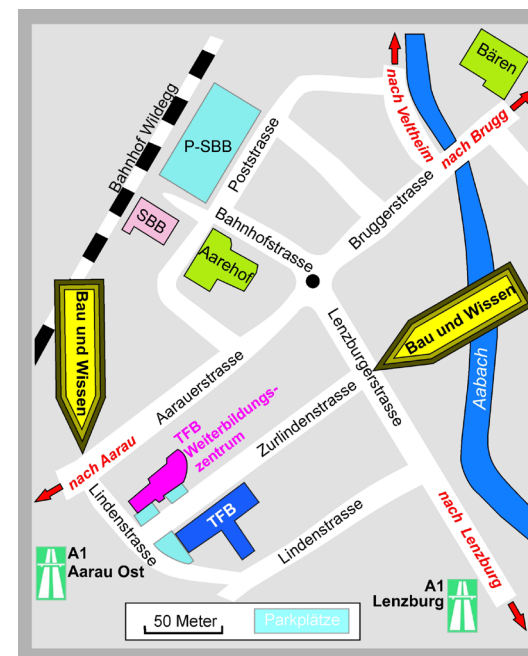 Bären
nach Veltheim
nach Brugg
Bahnhof Wildegg
P-SBB
Poststrasse
SBB
Bahnhofstrasse
Bruggerstrasse
Aarehof
Bau und Wissen
Bau und Wissen
Lenzburgerstrasse
Aabach
Aarauerstrasse
TFB
Weiterbildungs-
zentrum
Zurlindenstrasse
nach Aarau
Lindenstrasse
TFB
Lindenstrasse
nach Lenzburg
A1
Aarau Ost
A1
Lenzburg
50 Meter
Parkplätze